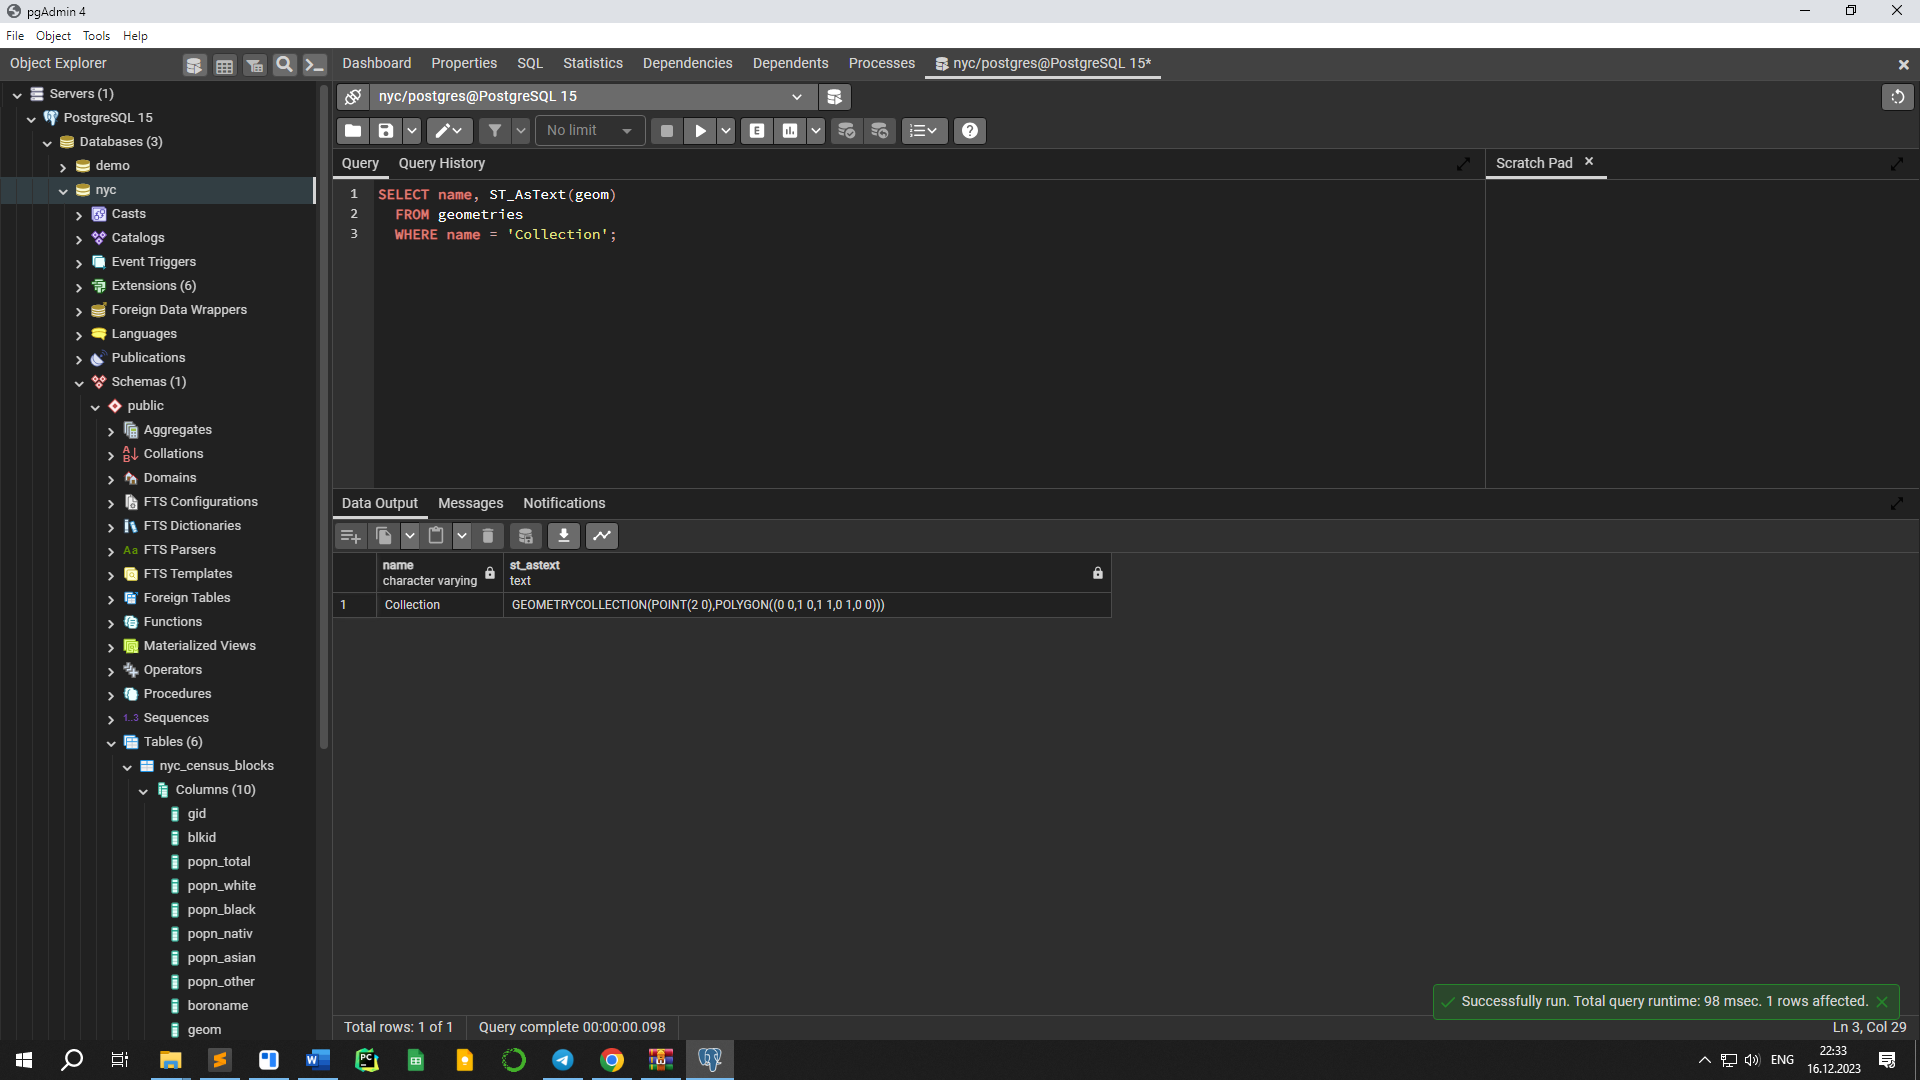 pgAdmin 4
File Object Tools Help
Object Explorer
Dashboard Properties SQL Statistics Dependencies Dependents Processes nyc/postgres@PostgreSQL 15*
Servers (1)
PostgreSQL 15
Databases (3)
demo
nyc
Casts
Catalogs
Event Triggers
Extensions (6)
Foreign Data Wrappers
Languages
Publications
Schemas (1)
public
Aggregates
Collations
Domains
FTS Configurations
FTS Dictionaries
Aa FTS Parsers
FTS Templates
Foreign Tables
Functions
Materialized Views
Operators
Procedures
1..3 Sequences
Tables (6)
nyc_census_blocks
Columns (10)
gid
blkid
popn_total
popn_white
popn_black
popn_nativ
popn_asian
popn_other
boroname
geom
nyc/postgres@PostgreSQL 15
No limit E
Query Query History
Scratch Pad
1 SELECT name, ST_AsText(geom)
2 FROM geometries
3 WHERE name = 'Collection';
Data Output Messages Notifications
name st_astext
character varying text
1 Collection GEOMETRYCOLLECTION(POINT(2 0),POLYGON((0 0,1 0,1 1,0 1,0 0)))
Successfully run. Total query runtime: 98 msec. 1 rows affected.
Total rows: 1 of 1 Query complete 00:00:00.098 Ln 3, Col 29
ENG
22:33
16.12.2023